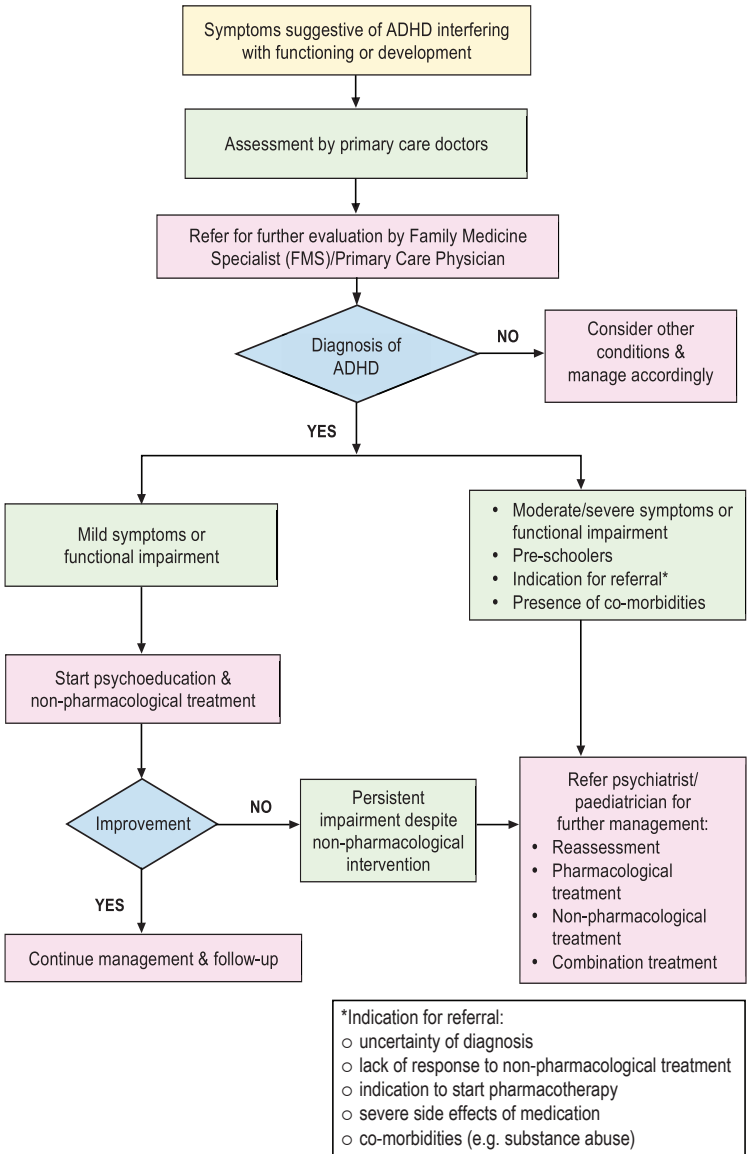 Symptoms suggestive of ADHD interfering
with functioning or development
Assessment by primary care doctors
Refer for further evaluation by Family Medicine
Specialist (FMS)/Primary Care Physician
Diagnosis of
ADHD
NO
Consider other
conditions &
manage accordingly
YES
Mild symptoms or
functional impairment
• Moderate/severe symptoms or
functional impairment
• Pre-schoolers
• Indication for referral*
• Presence of co-morbidities
Start psychoeducation &
non-pharmacological treatment
Improvement
NO
Persistent
impairment despite
non-pharmacological
intervention
Refer psychiatrist/
paediatrician for
further management:
• Reassessment
• Pharmacological
treatment
• Non-pharmacological
treatment
• Combination treatment
YES
Continue management & follow-up
*Indication for referral:
○ uncertainty of diagnosis
○ lack of response to non-pharmacological treatment
○ indication to start pharmacotherapy
○ severe side effects of medication
○ co-morbidities (e.g. substance abuse)